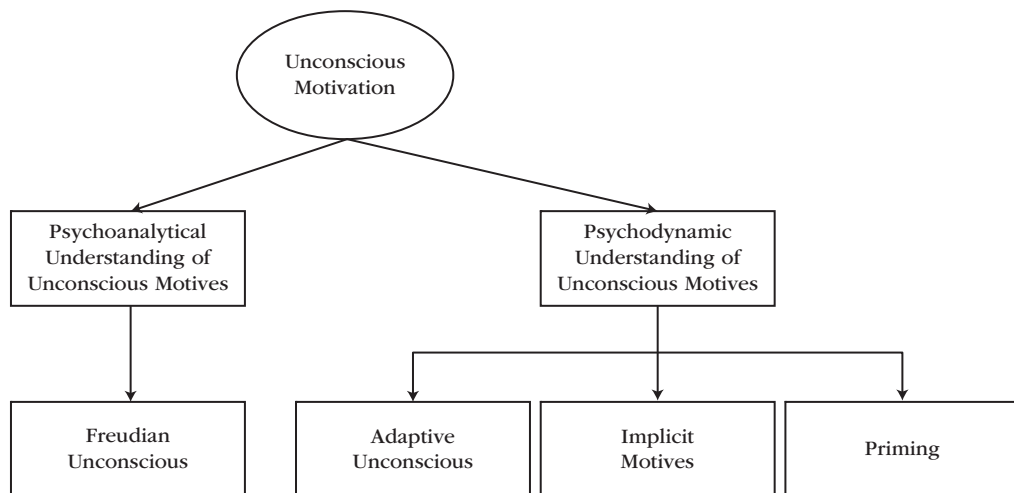 Unconscious
Motivation
Psychoanalytical
Understanding of
Unconscious Motives
Psychodynamic
Understanding of
Unconscious Motives
Freudian
Unconscious
Adaptive
Unconscious
Implicit
Motives
Priming